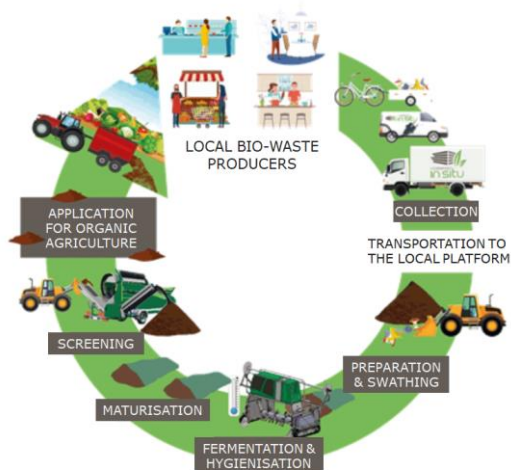 LOCAL BIO-WASTE
PRODUCERS
in situ
COLLECTION
TRANSPORTATION TO
THE LOCAL PLATFORM
PREPARATION
& SWATHING
FERMENTATION &
HYGIENISATION
MATURISATION
SCREENING
APPLICATION
FOR ORGANIC
AGRICULTURE